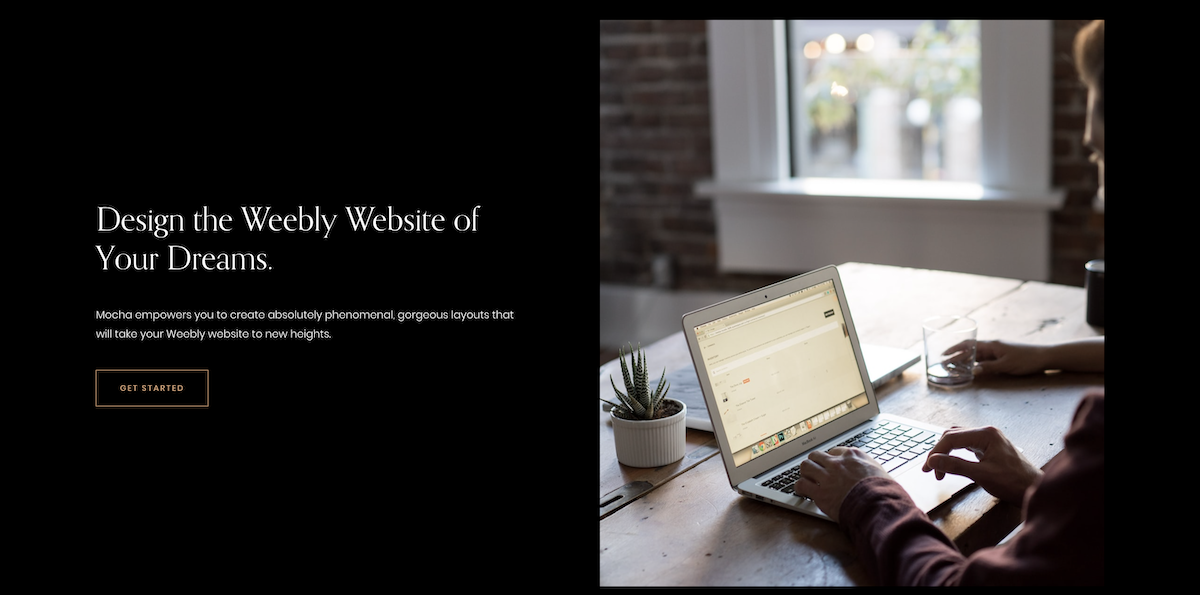 Design the Weebly Website of
Your Dreams.
Mocha empowers you to create absolutely phenomenal, gorgeous layouts that
will take your Weebly website to new heights.
GET STARTED